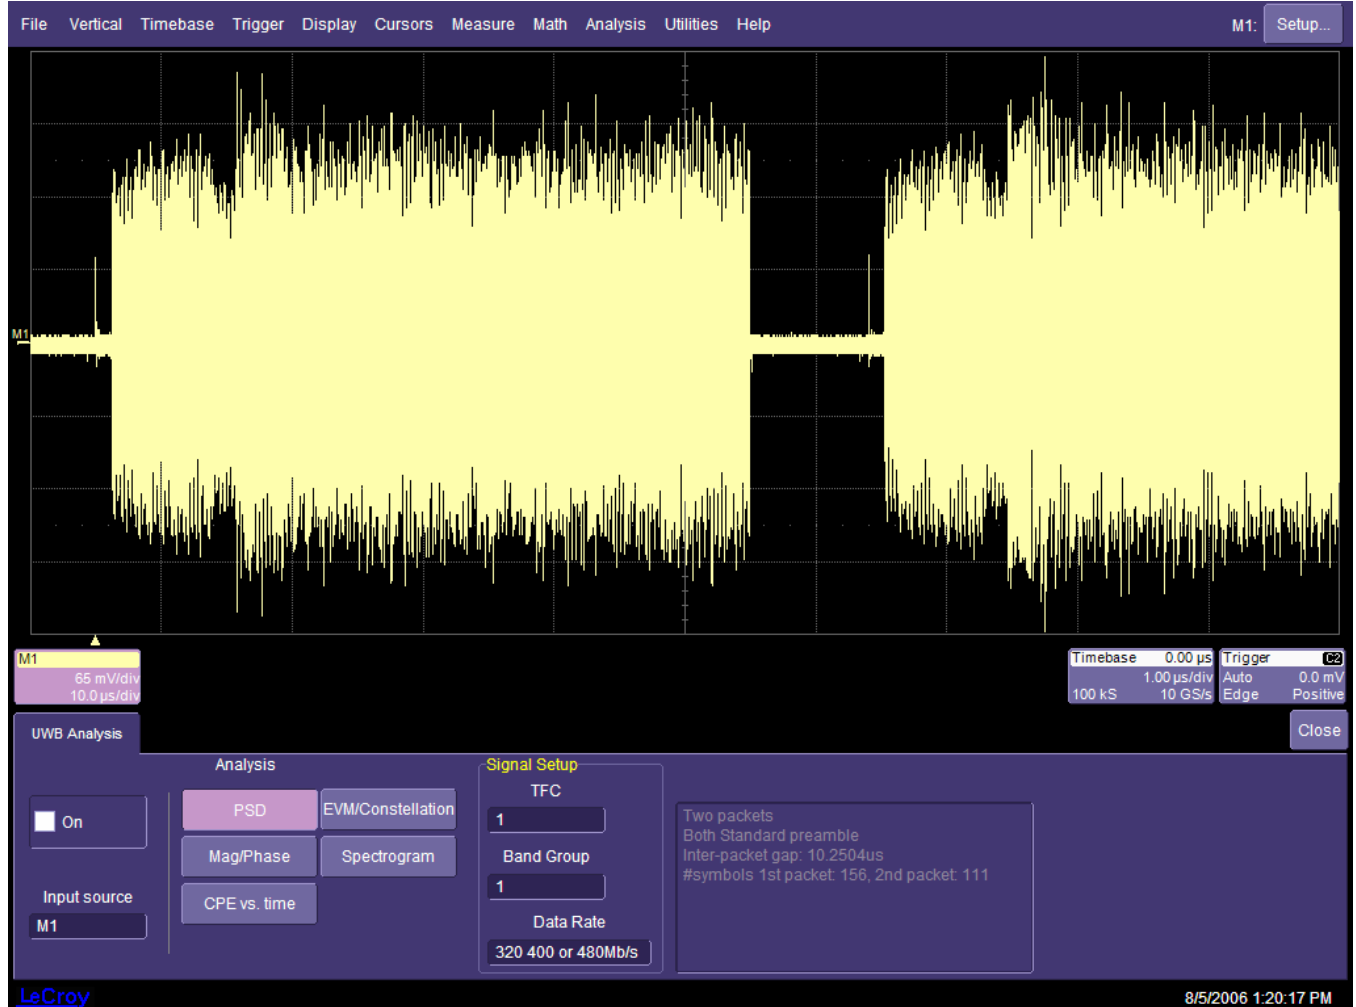 File Vertical Timebase Trigger Display Cursors Measure Math Analysis Utilities Help M1: Setup...
M1
M1
65 mV/div
10.0 µs/div
Timebase 0.00 µs
1.00 µs/div
100 kS 10 GS/s
Trigger C2
Auto 0.0 mV
Edge Positive
UWB Analysis
Close
On
Input source
M1
Analysis
PSD
EVM/Constellation
Mag/Phase
Spectrogram
CPE vs. time
Signal Setup
TFC
1
Band Group
1
Data Rate
320 400 or 480Mb/s
Two packets
Both Standard preamble
Inter-packet gap: 10.2504us
#symbols 1st packet: 156, 2nd packet: 111
LeCroy
8/5/2006 1:20:17 PM